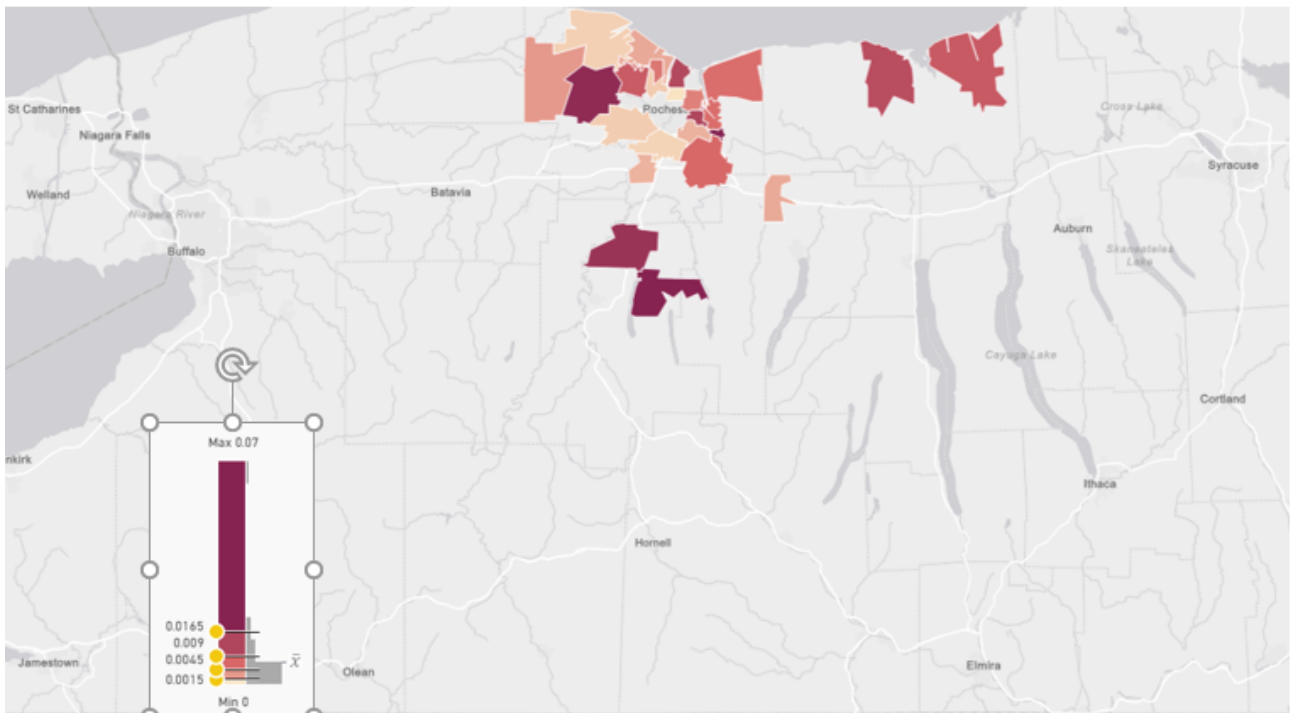 St Catharines
Niagara Falls
Welland
Niagara River
Buffalo
Batavia
Poches
Cross Lake
Syracuse
Auburn
Skaneateles
Lake
Cayuga Lake
Cortland
Ithaca
nkirk
Hornell
Jamestown
Olean
Elmira
Max 0.07
0.0165
0.009
0.0045
0.0015
x̄
Min 0